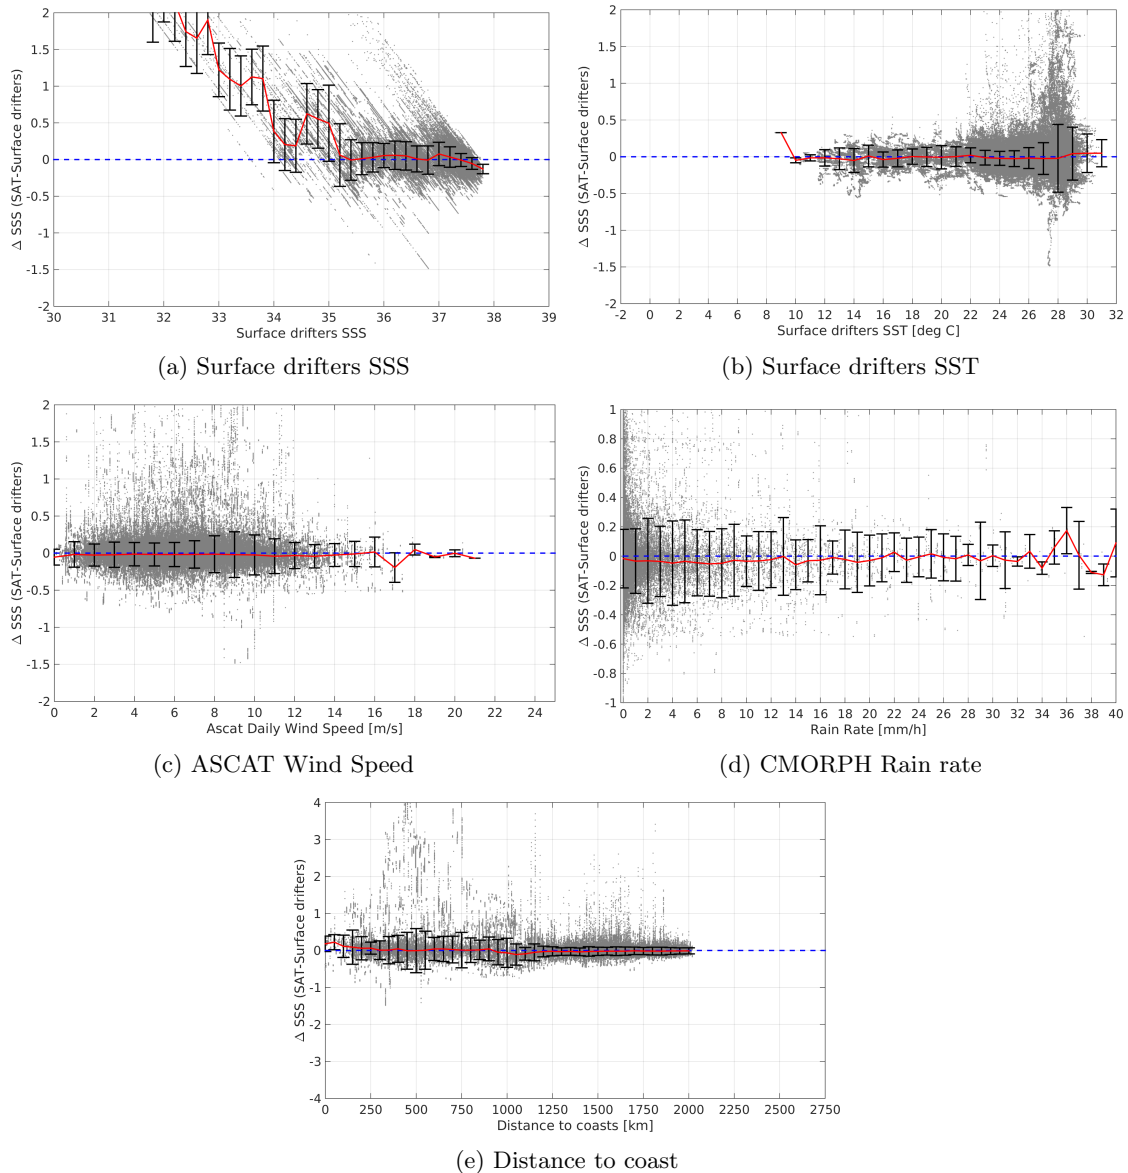 2
1.5
1
0.5
0
-0.5
-1
-1.5
-2
Δ SSS (SAT-Surface drifters)
30 31 32 33 34 35 36 37 38 39
Surface drifters SSS
(a) Surface drifters SSS
2
1.5
1
0.5
0
-0.5
-1
-1.5
-2
Δ SSS (SAT-Surface drifters)
-2 0 2 4 6 8 10 12 14 16 18 20 22 24 26 28 30 32
Surface drifters SST [deg C]
(b) Surface drifters SST
2
1.5
1
0.5
0
-0.5
-1
-1.5
-2
Δ SSS (SAT-Surface drifters)
0 2 4 6 8 10 12 14 16 18 20 22 24
Ascat Daily Wind Speed [m/s]
(c) ASCAT Wind Speed
1
0.8
0.6
0.4
0.2
0
-0.2
-0.4
-0.6
-0.8
-1
Δ SSS (SAT-Surface drifters)
0 2 4 6 8 10 12 14 16 18 20 22 24 26 28 30 32 34 36 38 40
Rain Rate [mm/h]
(d) CMORPH Rain rate
4
3
2
1
0
-1
-2
-3
-4
Δ SSS (SAT-Surface drifters)
0 250 500 750 1000 1250 1500 1750 2000 2250 2500 2750
Distance to coasts [km]
(e) Distance to coast